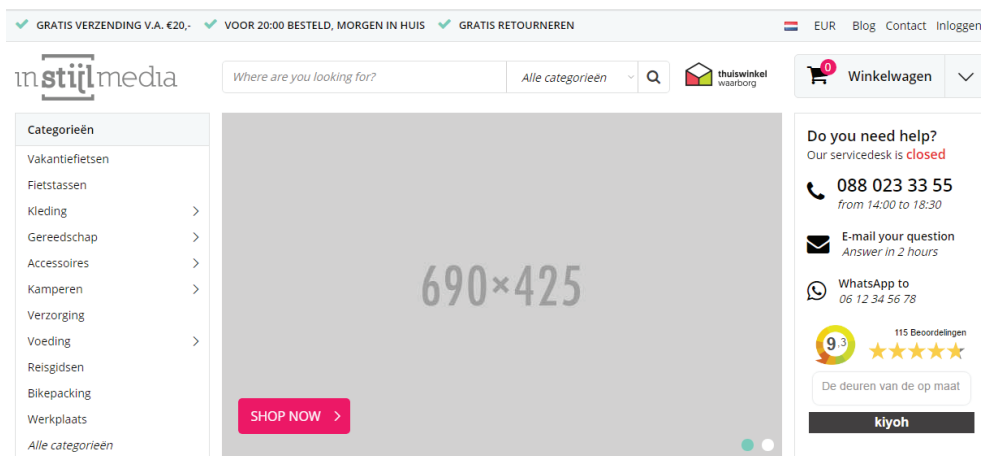 GRATIS VERZENDING V.A. €20,- VOOR 20:00 BESTELD, MORGEN IN HUIS GRATIS RETOURNEREN EUR Blog Contact Inloggen
instijlmedia
Where are you looking for? Alle categorieën
thuiswinkel
waarborg
0
Winkelwagen
Categorieën
Vakantiefietsen
Fietstassen
Kleding
Gereedschap
Accessoires
Kamperen
Verzorging
Voeding
Reisgidsen
Bikepacking
Werkplaats
Alle categorieën
690×425
SHOP NOW
Do you need help?
Our servicedesk is closed
088 023 33 55
from 14:00 to 18:30
E-mail your question
Answer in 2 hours
WhatsApp to
06 12 34 56 78
9,3
115 Beoordelingen
De deuren van de op maat
kiyoh